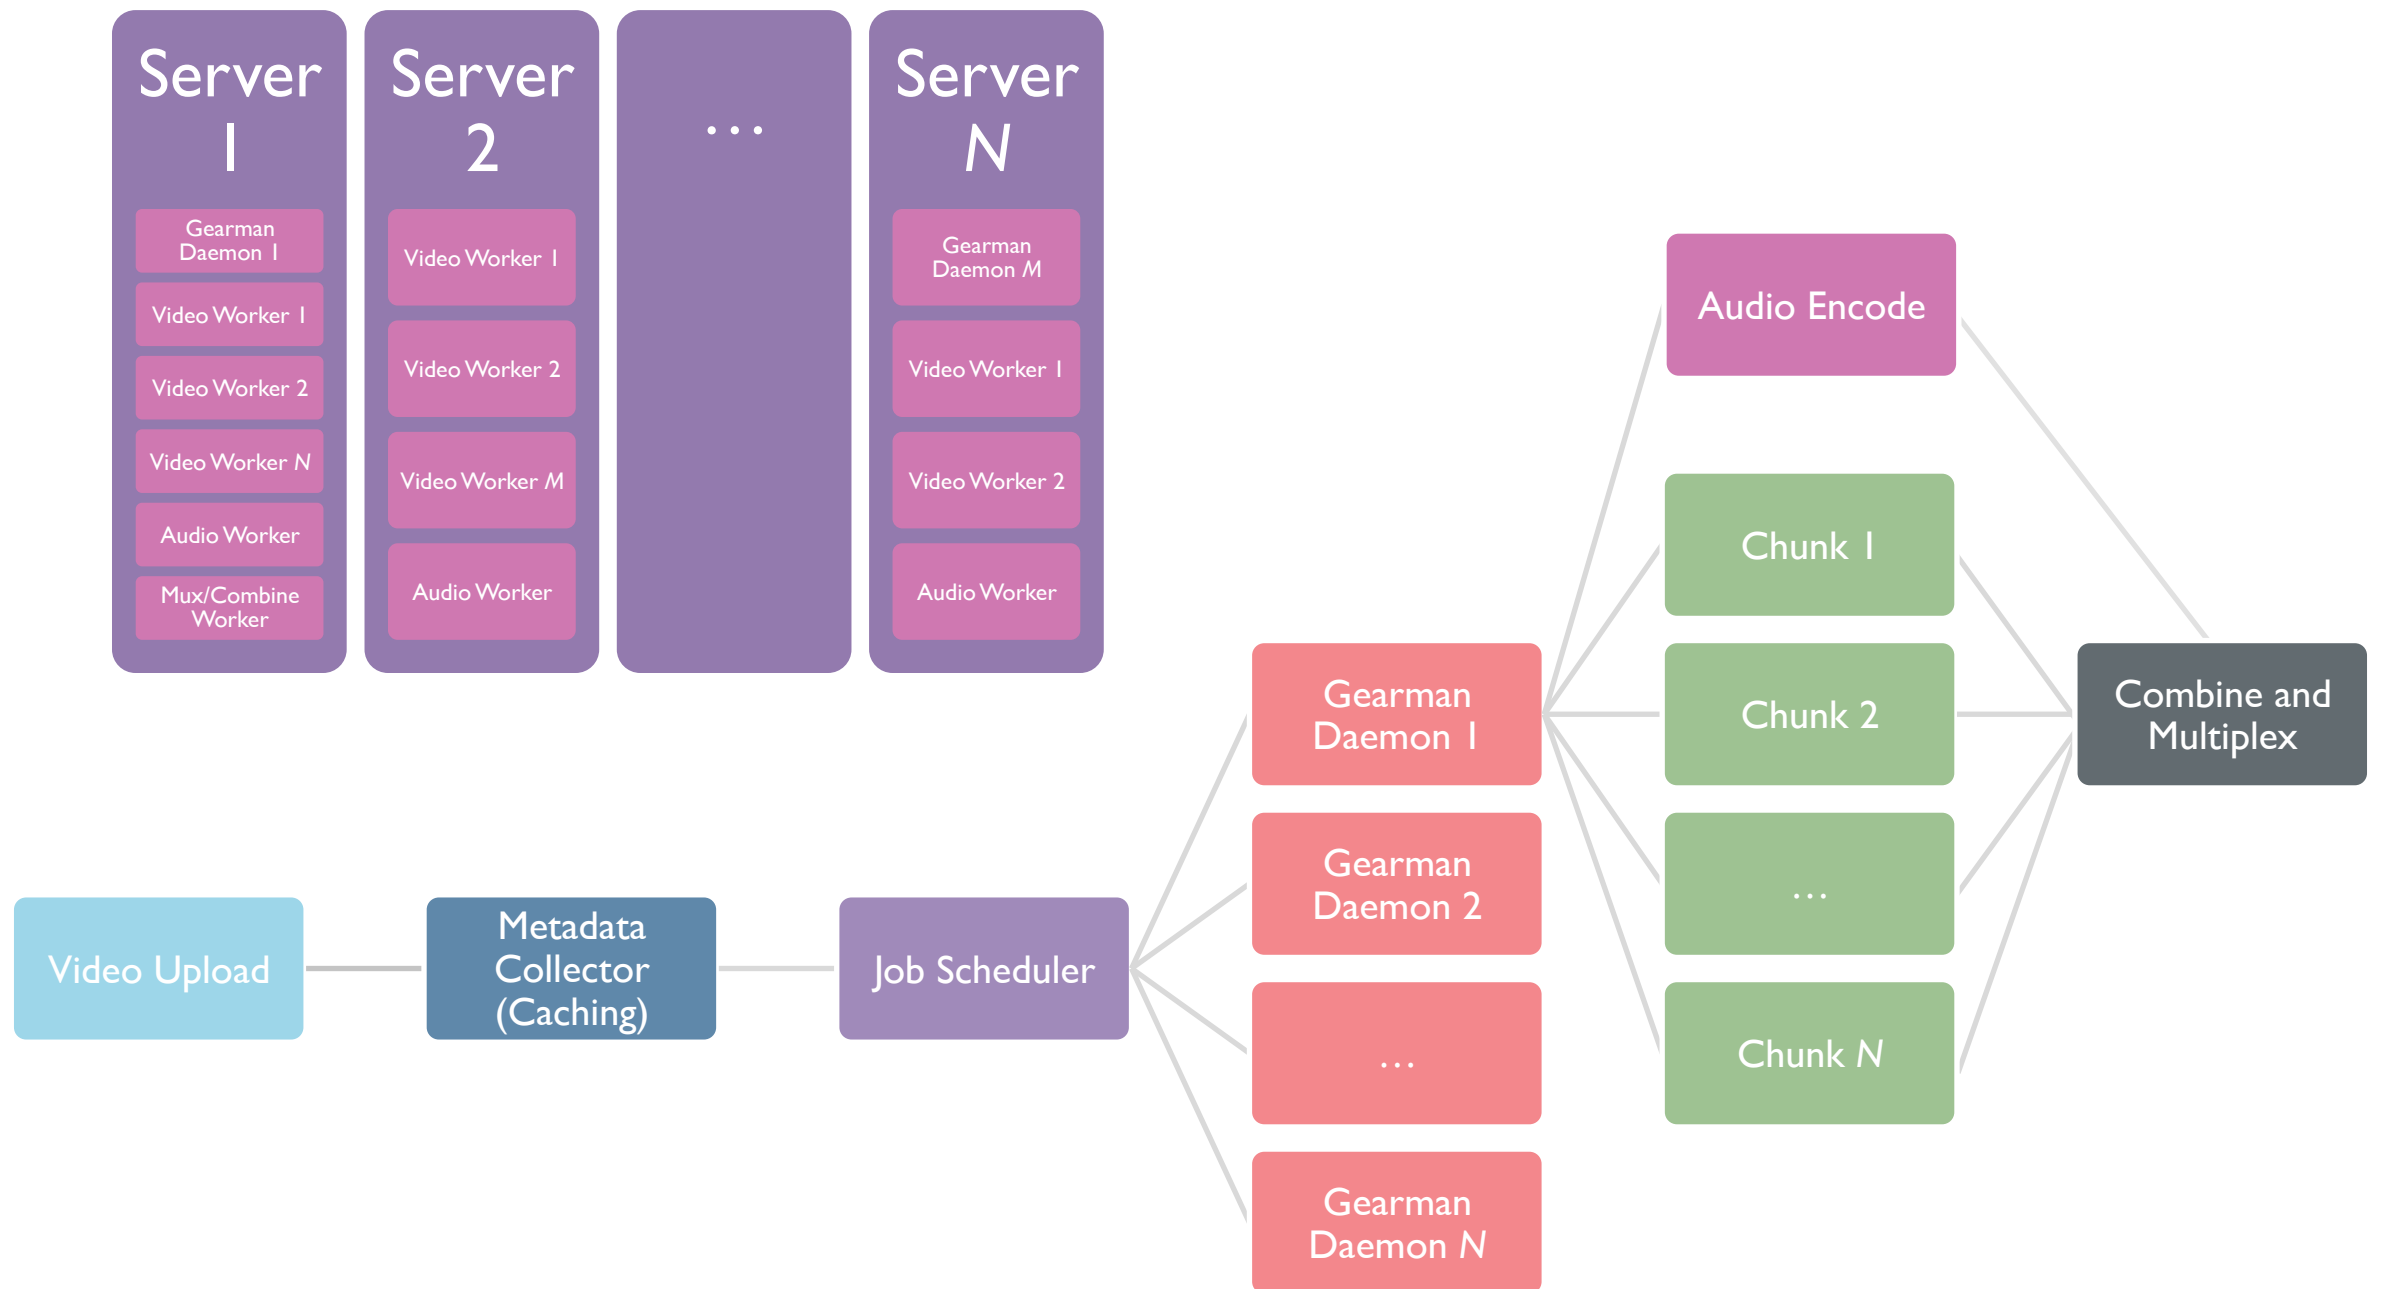 Server
1
Gearman
Daemon 1
Video Worker 1
Video Worker 2
Video Worker N
Audio Worker
Mux/Combine
Worker
Server
2
Video Worker 1
Video Worker 2
Video Worker M
Audio Worker
…
Server
N
Gearman
Daemon M
Video Worker 1
Video Worker 2
Audio Worker
Video Upload
Metadata
Collector
(Caching)
Job Scheduler
Gearman
Daemon 1
Gearman
Daemon 2
…
Gearman
Daemon N
Audio Encode
Chunk 1
Chunk 2
…
Chunk N
Combine and
Multiplex